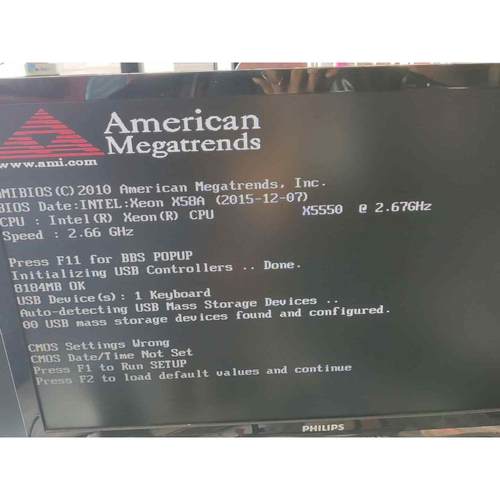 American
Megatrends
www.ami.com
AMIBIOS(C)2010 American Megatrends, Inc.
BIOS Date:INTEL:Xeon X58A (2015-12-07)
CPU : Intel(R) Xeon(R) CPU X5550 @ 2.67GHz
Speed : 2.66 GHz
Press F11 for BBS POPUP
Initializing USB Controllers .. Done.
8184MB OK
USB Device(s): 1 Keyboard
Auto-detecting USB Mass Storage Devices ..
00 USB mass storage devices found and configured.
CMOS Settings Wrong
CMOS Date/Time Not Set
Press F1 to Run SETUP
Press F2 to load default values and continue
PHILIPS